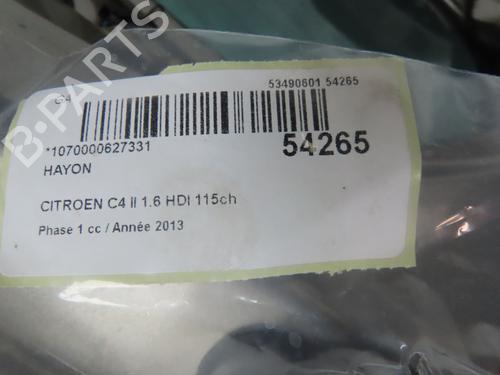 53490601 54265
*1070000627331
54265
HAYON
CITROEN C4 II 1.6 HDI 115ch
Phase 1 cc / Année 2013
B-PARTS